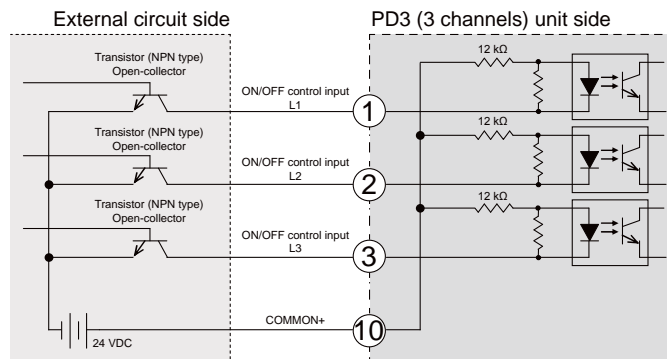 External circuit side
PD3 (3 channels) unit side
Transistor (NPN type)
Open-collector
ON/OFF control input
L1
1
12 kΩ
Transistor (NPN type)
Open-collector
ON/OFF control input
L2
2
12 kΩ
Transistor (NPN type)
Open-collector
ON/OFF control input
L3
3
12 kΩ
24 VDC
COMMON+
10